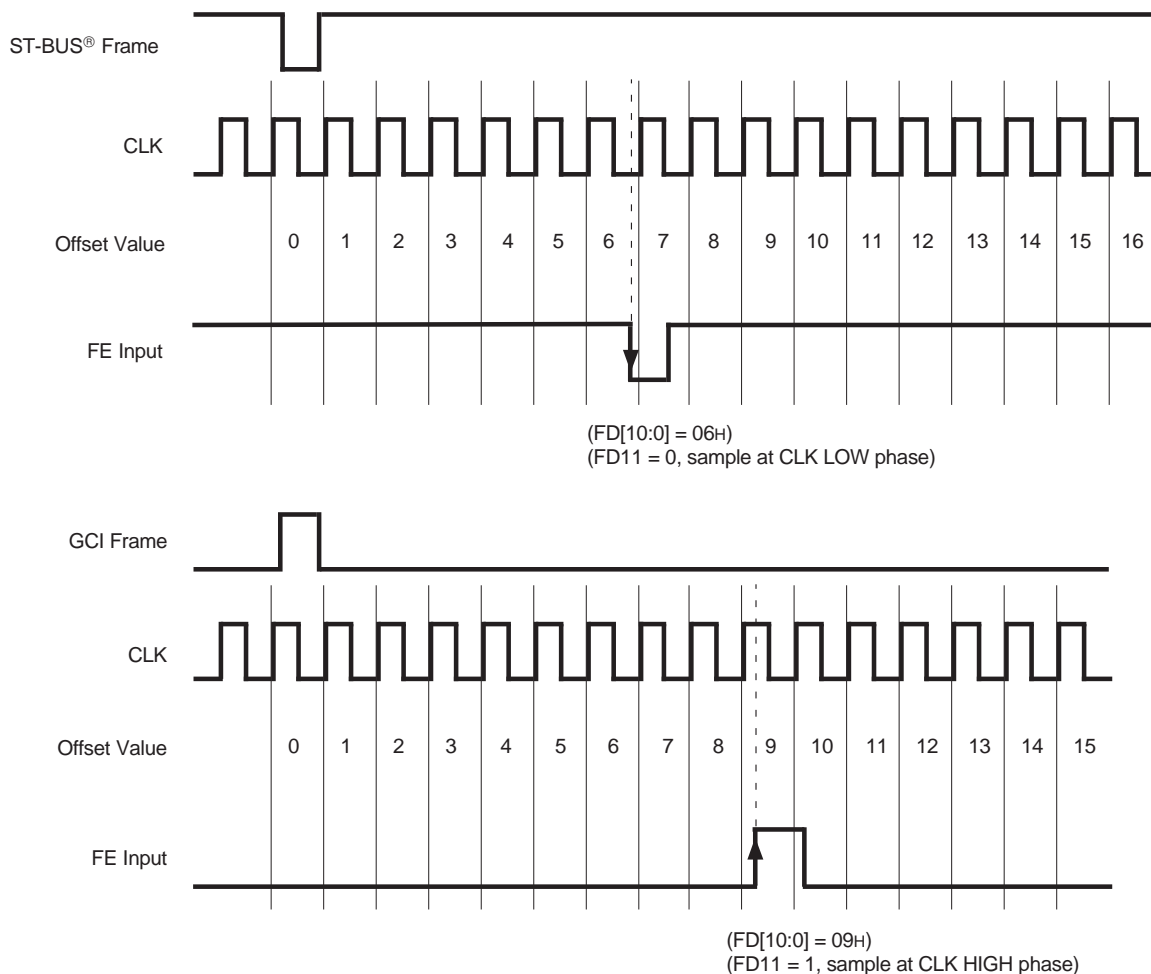 ST-BUS® Frame
CLK
Offset Value 0 1 2 3 4 5 6 7 8 9 10 11 12 13 14 15 16
FE Input
(FD[10:0] = 06H)
(FD11 = 0, sample at CLK LOW phase)
GCI Frame
CLK
Offset Value 0 1 2 3 4 5 6 7 8 9 10 11 12 13 14 15
FE Input
(FD[10:0] = 09H)
(FD11 = 1, sample at CLK HIGH phase)